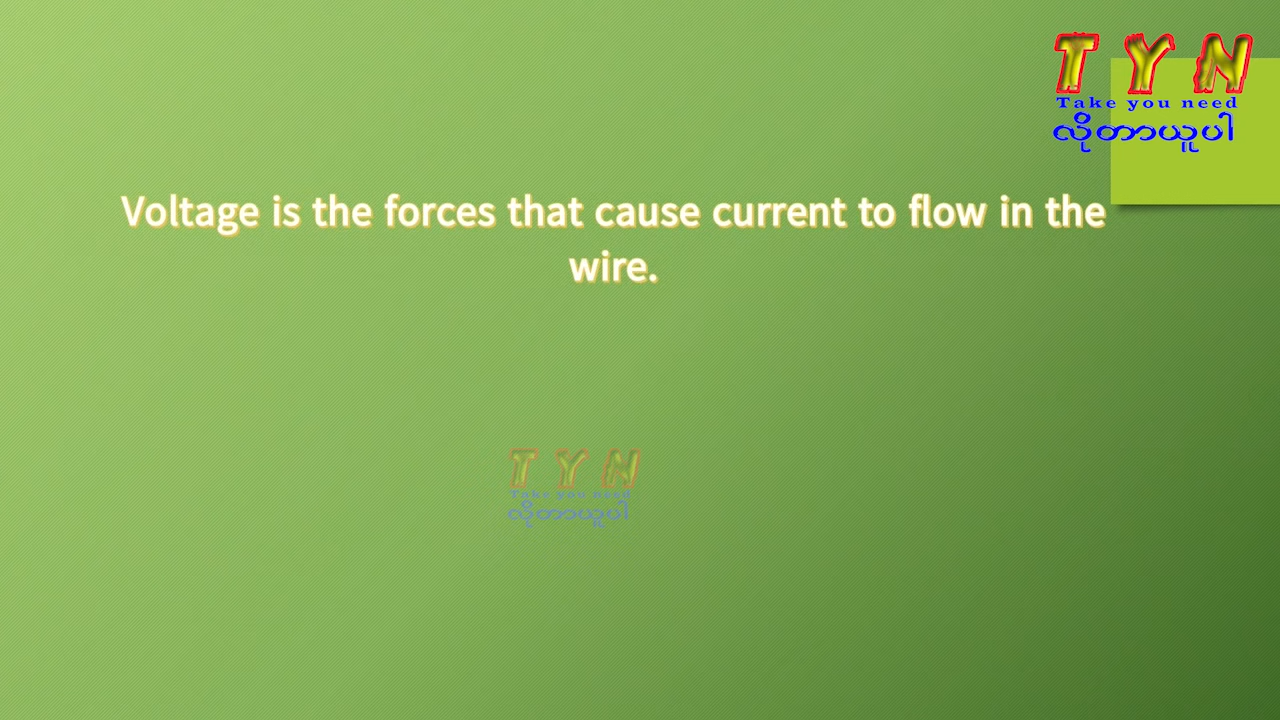 T Y N
Take you need
လိုတာယူပါ
Voltage is the forces that cause current to flow in the
wire.
T Y N
Take you need
လိုတာယူပါ